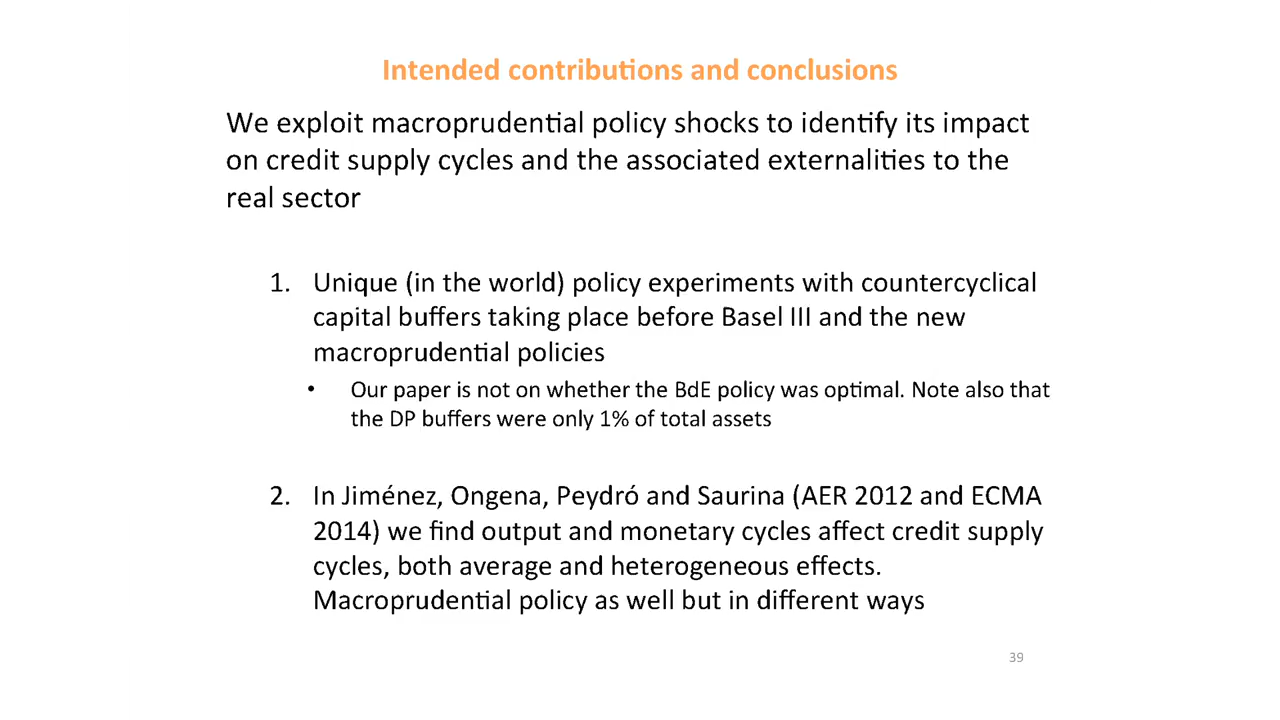 Intended contributions and conclusions
We exploit macroprudential policy shocks to identify its impact
on credit supply cycles and the associated externalities to the
real sector
1. Unique (in the world) policy experiments with countercyclical
capital buffers taking place before Basel III and the new
macroprudential policies
• Our paper is not on whether the BdE policy was optimal. Note also that
the DP buffers were only 1% of total assets
2. In Jiménez, Ongena, Peydró and Saurina (AER 2012 and ECMA
2014) we find output and monetary cycles affect credit supply
cycles, both average and heterogeneous effects.
Macroprudential policy as well but in different ways
39